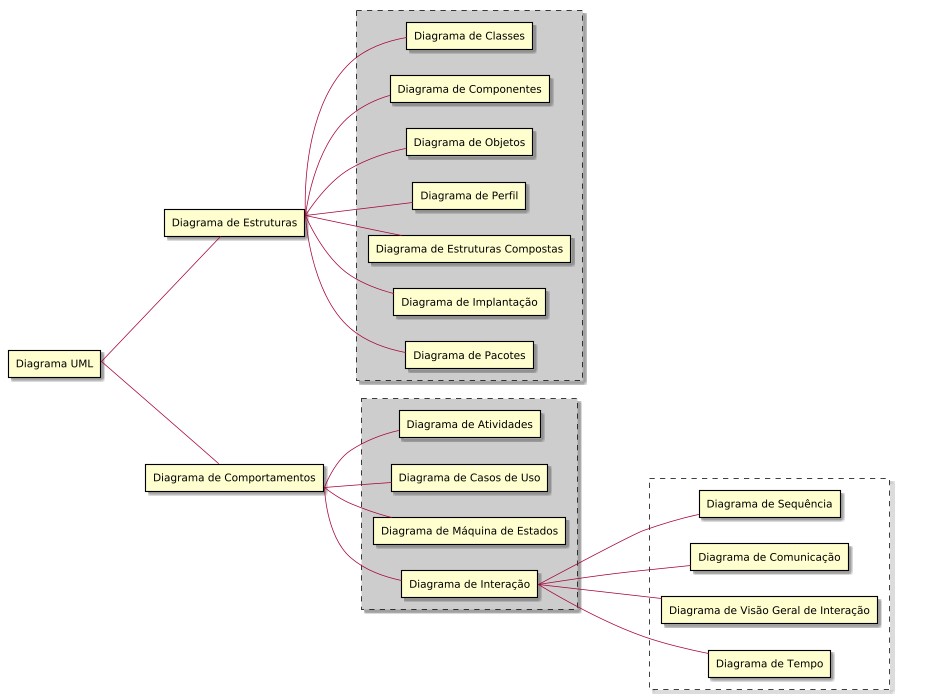 Diagrama de Classes
Diagrama de Componentes
Diagrama de Objetos
Diagrama de Perfil
Diagrama de Estruturas
Diagrama de Estruturas Compostas
Diagrama de Implantação
Diagrama de Pacotes
Diagrama UML
Diagrama de Atividades
Diagrama de Comportamentos
Diagrama de Casos de Uso
Diagrama de Máquina de Estados
Diagrama de Interação
Diagrama de Sequência
Diagrama de Comunicação
Diagrama de Visão Geral de Interação
Diagrama de Tempo